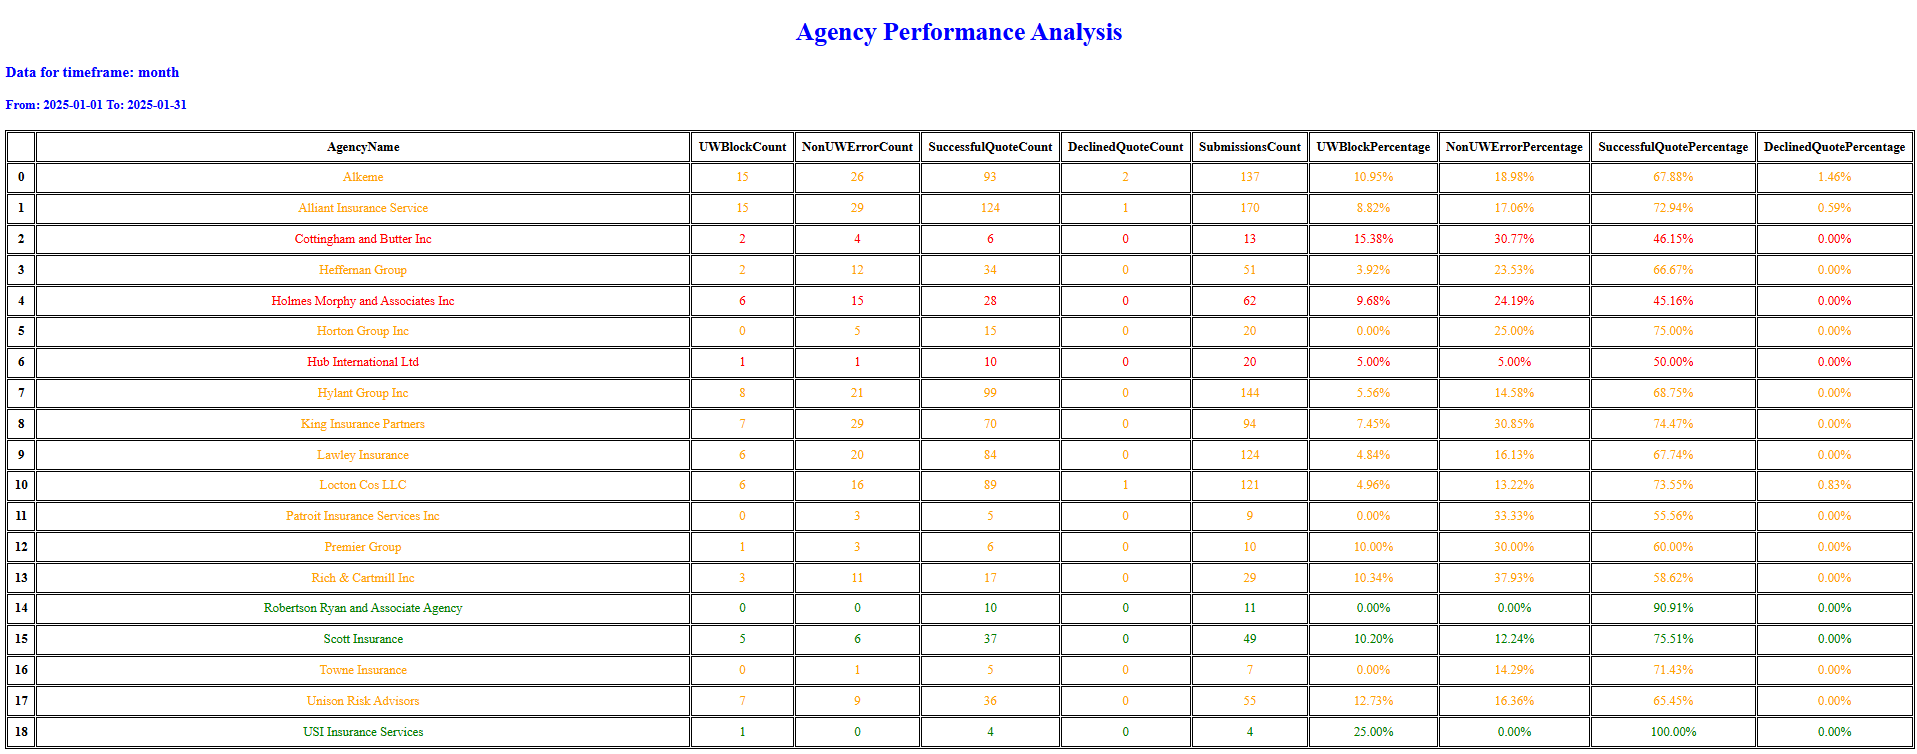 Agency Performance Analysis
Data for timeframe: month
From: 2025-01-01 To: 2025-01-31
AgencyName UWBlockCount NonUWErrorCount SuccessfulQuoteCount DeclinedQuoteCount SubmissionsCount UWBlockPercentage NonUWErrorPercentage SuccessfulQuotePercentage DeclinedQuotePercentage
0 Alkeme 15 26 93 2 137 10.95% 18.98% 67.88% 1.46%
1 Alliant Insurance Service 15 29 124 1 170 8.82% 17.06% 72.94% 0.59%
2 Cottingham and Butter Inc 2 4 6 0 13 15.38% 30.77% 46.15% 0.00%
3 Heffernan Group 2 12 34 0 51 3.92% 23.53% 66.67% 0.00%
4 Holmes Morphy and Associates Inc 6 15 28 0 62 9.68% 24.19% 45.16% 0.00%
5 Horton Group Inc 0 5 15 0 20 0.00% 25.00% 75.00% 0.00%
6 Hub International Ltd 1 1 10 0 20 5.00% 5.00% 50.00% 0.00%
7 Hylant Group Inc 8 21 99 0 144 5.56% 14.58% 68.75% 0.00%
8 King Insurance Partners 7 29 70 0 94 7.45% 30.85% 74.47% 0.00%
9 Lawley Insurance 6 20 84 0 124 4.84% 16.13% 67.74% 0.00%
10 Locton Cos LLC 6 16 89 1 121 4.96% 13.22% 73.55% 0.83%
11 Patroit Insurance Services Inc 0 3 5 0 9 0.00% 33.33% 55.56% 0.00%
12 Premier Group 1 3 6 0 10 10.00% 30.00% 60.00% 0.00%
13 Rich & Cartmill Inc 3 11 17 0 29 10.34% 37.93% 58.62% 0.00%
14 Robertson Ryan and Associate Agency 0 0 10 0 11 0.00% 0.00% 90.91% 0.00%
15 Scott Insurance 5 6 37 0 49 10.20% 12.24% 75.51% 0.00%
16 Towne Insurance 0 1 5 0 7 0.00% 14.29% 71.43% 0.00%
17 Unison Risk Advisors 7 9 36 0 55 12.73% 16.36% 65.45% 0.00%
18 USI Insurance Services 1 0 4 0 4 25.00% 0.00% 100.00% 0.00%